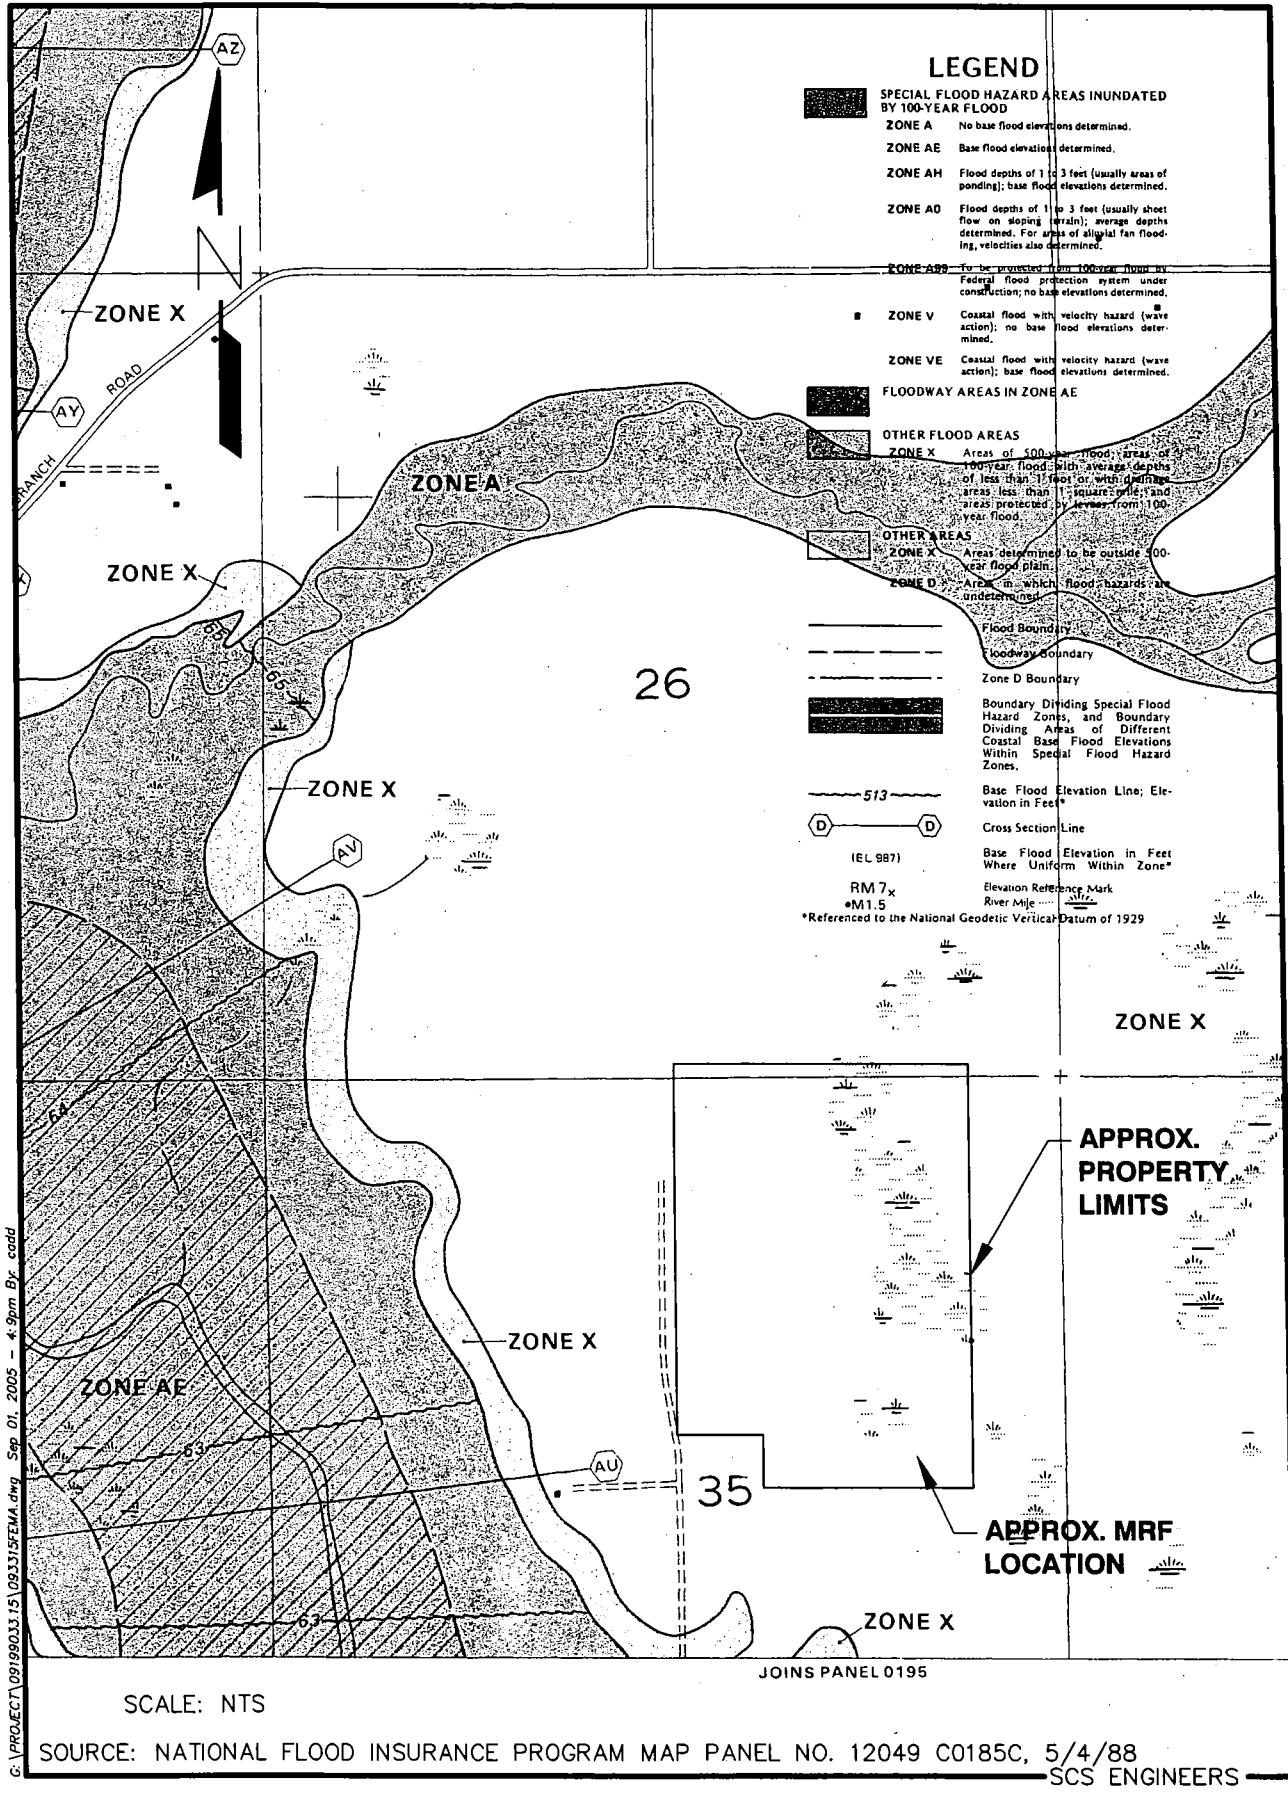 AZ
LEGEND
SPECIAL FLOOD HAZARD AREAS INUNDATED
BY 100-YEAR FLOOD
ZONE A No base flood elevations determined.
ZONE AE Base flood elevations determined.
ZONE AH Flood depths of 1 to 3 feet (usually areas of
ponding); base flood elevations determined.
ZONE AO Flood depths of 1 to 3 feet (usually sheet
flow on sloping terrain); average depths
determined. For areas of alluvial fan flood-
ing, velocities also determined.
ZONE A99 To be protected from 100-year flood by
Federal flood protection system under
construction; no base elevations determined.
ZONE V Coastal flood with velocity hazard (wave
action); no base flood elevations deter-
mined.
ZONE VE Coastal flood with velocity hazard (wave
action); base flood elevations determined.
FLOODWAY AREAS IN ZONE AE
OTHER FLOOD AREAS
ZONE X Areas of 500-year flood; areas of
100-year flood with average depths
of less than 1 foot or with drainage
areas less than 1 square mile; and
areas protected by levees from 100-
year flood.
OTHER AREAS
ZONE X Areas determined to be outside 500-
year flood plain.
ZONE D Areas in which flood hazards are
undetermined.
Flood Boundary
Floodway Boundary
Zone D Boundary
Boundary Dividing Special Flood
Hazard Zones, and Boundary
Dividing Areas of Different
Coastal Base Flood Elevations
Within Special Flood Hazard
Zones.
513
Base Flood Elevation Line; Ele-
vation in Feet*
D D
Cross Section Line
(EL 987)
Base Flood Elevation in Feet
Where Uniform Within Zone*
RM 7x
Elevation Reference Mark
•M1.5
River Mile
*Referenced to the National Geodetic Vertical Datum of 1929
N
ZONE X
ROAD
AY
BRANCH
ZONE A
ZONE X
65
65
26
ZONE X
AV
ZONE X
64
APPROX.
PROPERTY
LIMITS
ZONE X
ZONE AE
63
AU
35
APPROX. MRF
LOCATION
63
ZONE X
JOINS PANEL 0195
SCALE: NTS
SOURCE: NATIONAL FLOOD INSURANCE PROGRAM MAP PANEL NO. 12049 C0185C, 5/4/88
SCS ENGINEERS
G:\PROJECT\09199033.15\093315FEMA.dwg Sep 01, 2005 - 4:9pm By: cadd